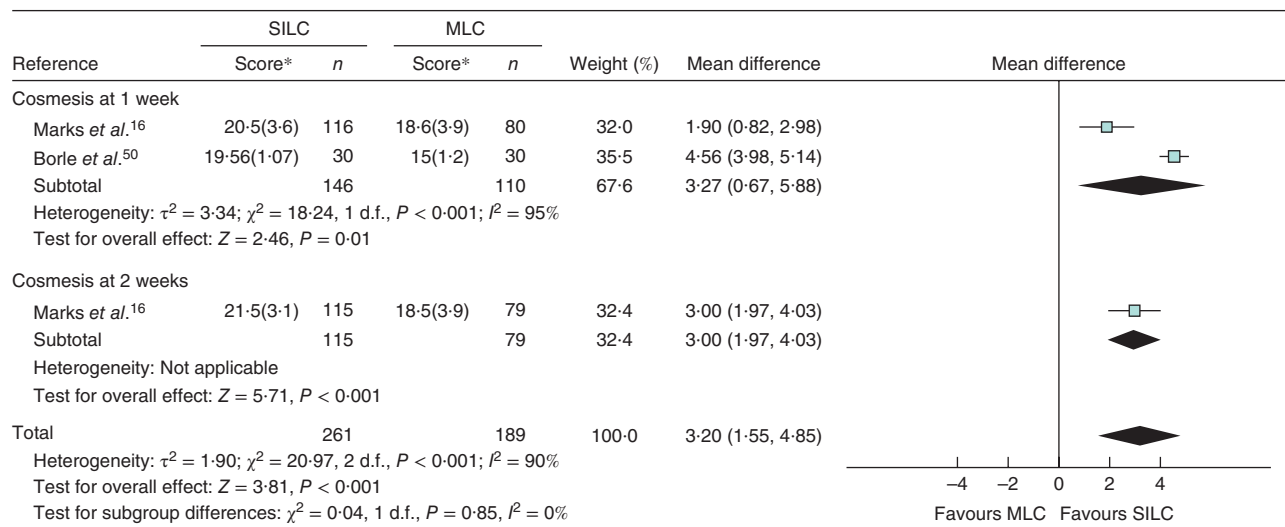 SILC MLC
Reference Score* n Score* n Weight (%) Mean difference Mean difference
Cosmesis at 1 week
Marks et al.16 20·5(3·6) 116 18·6(3·9) 80 32·0 1·90 (0·82, 2·98)
Borle et al.50 19·56(1·07) 30 15(1·2) 30 35·5 4·56 (3·98, 5·14)
Subtotal 146 110 67·6 3·27 (0·67, 5·88)
Heterogeneity: τ2 = 3·34; χ2 = 18·24, 1 d.f., P < 0·001; I2 = 95%
Test for overall effect: Z = 2·46, P = 0·01
Cosmesis at 2 weeks
Marks et al.16 21·5(3·1) 115 18·5(3·9) 79 32·4 3·00 (1·97, 4·03)
Subtotal 115 79 32·4 3·00 (1·97, 4·03)
Heterogeneity: Not applicable
Test for overall effect: Z = 5·71, P < 0·001
Total 261 189 100·0 3·20 (1·55, 4·85)
Heterogeneity: τ2 = 1·90; χ2 = 20·97, 2 d.f., P < 0·001; I2 = 90%
Test for overall effect: Z = 3·81, P < 0·001
Test for subgroup differences: χ2 = 0·04, 1 d.f., P = 0·85, I2 = 0%
−4 −2 0 2 4
Favours MLC Favours SILC